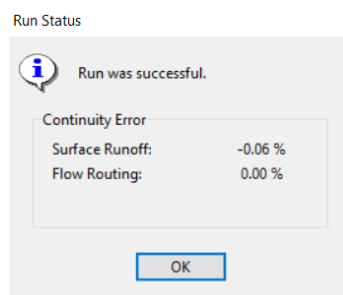 Run Status
Run was successful.
Continuity Error
Surface Runoff: -0.06 %
Flow Routing: 0.00 %
OK